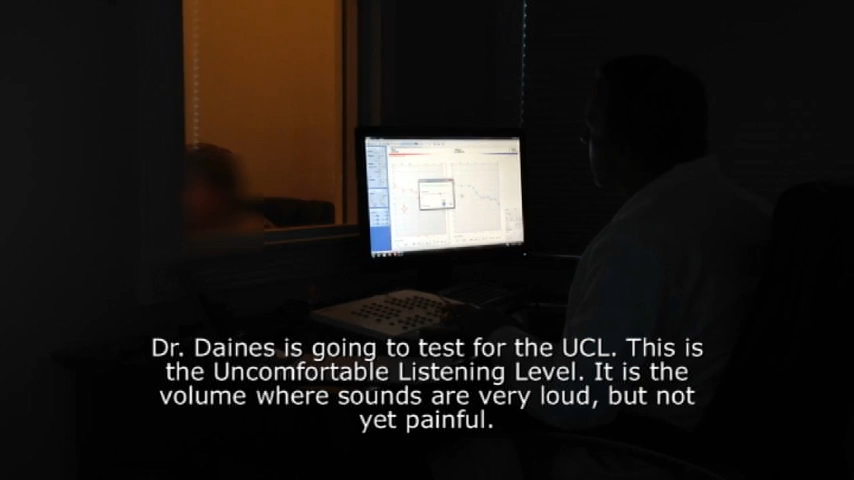 Dr. Daines is going to test for the UCL. This is
the Uncomfortable Listening Level. It is the
volume where sounds are very loud, but not
yet painful.